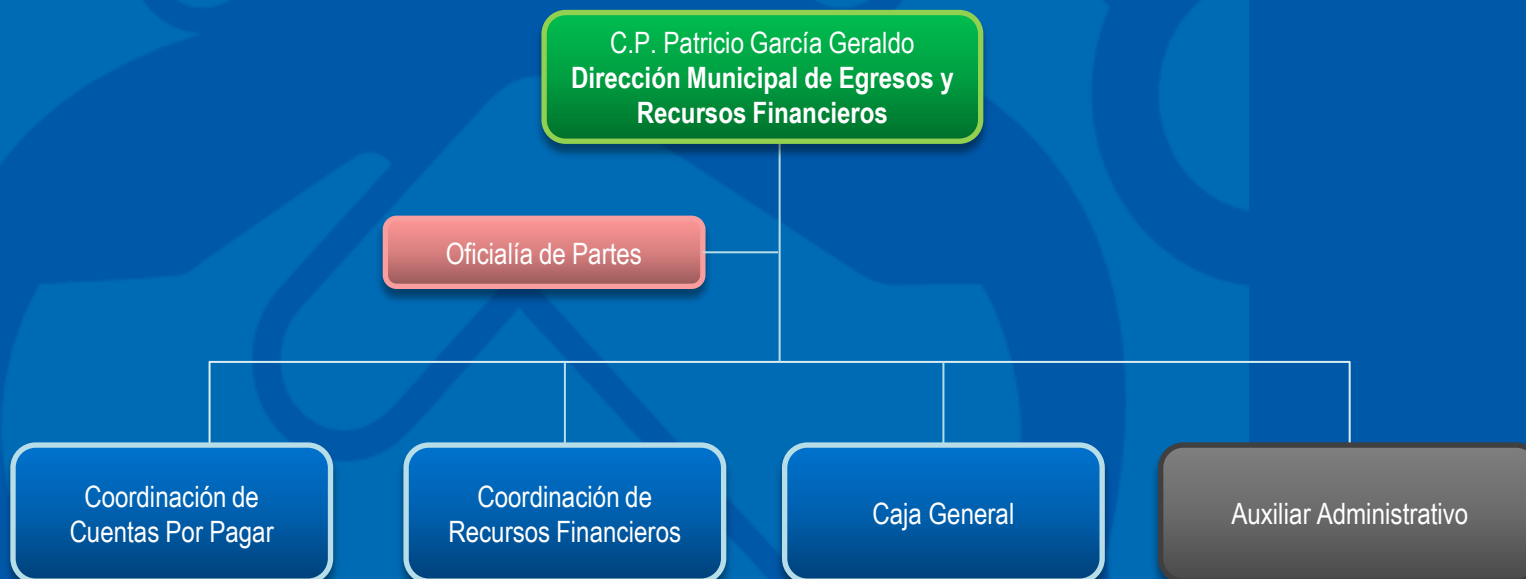 C.P. Patricio García Geraldo
Dirección Municipal de Egresos y
Recursos Financieros
Oficialía de Partes
Coordinación de
Cuentas Por Pagar
Coordinación de
Recursos Financieros
Caja General
Auxiliar Administrativo